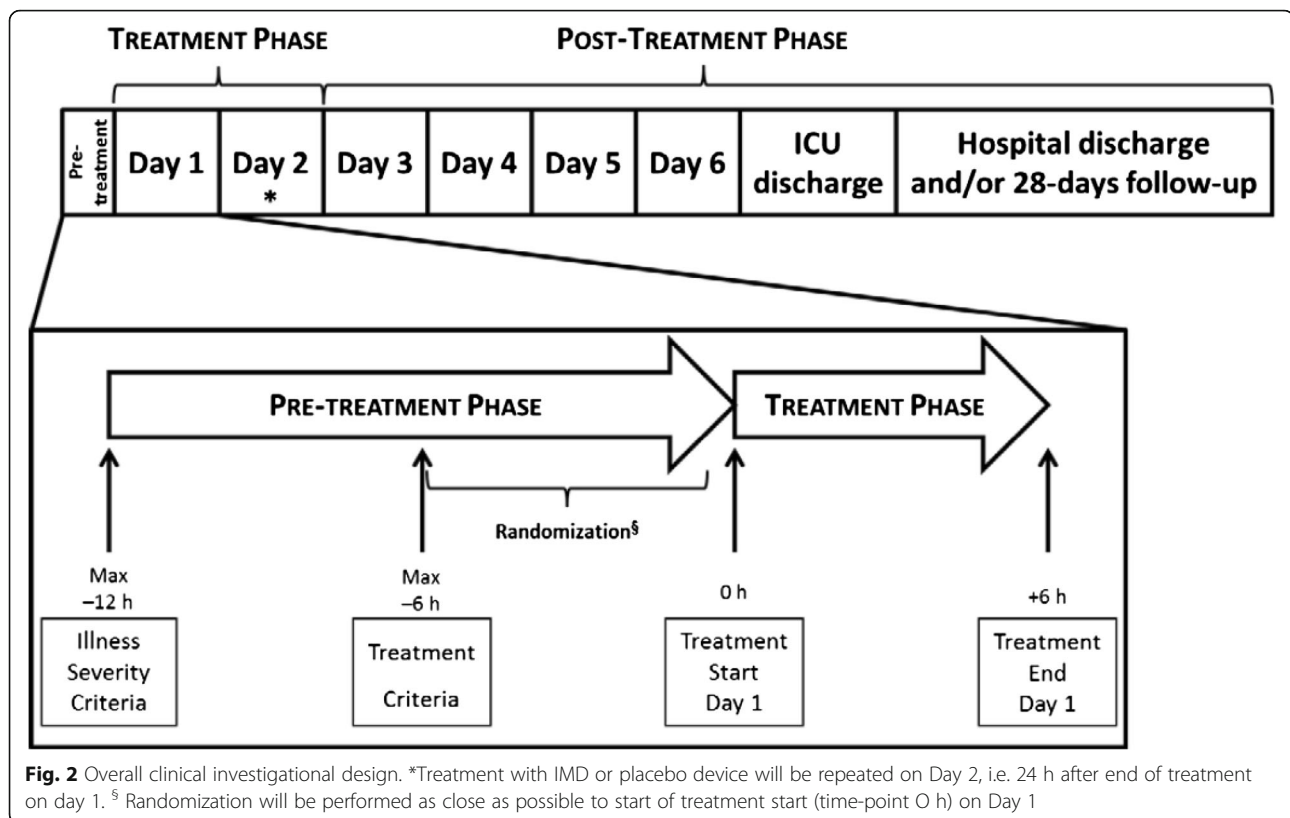 TREATMENT PHASE
POST-TREATMENT PHASE
Pre-
treatment
Day 1
Day 2
*
Day 3
Day 4
Day 5
Day 6
ICU
discharge
Hospital discharge
and/or 28-days follow-up
PRE-TREATMENT PHASE
TREATMENT PHASE
Randomization§
Max
–12 h
Illness
Severity
Criteria
Max
–6 h
Treatment
Criteria
0 h
Treatment
Start
Day 1
+6 h
Treatment
End
Day 1
Fig. 2 Overall clinical investigational design. *Treatment with IMD or placebo device will be repeated on Day 2, i.e. 24 h after end of treatment
on day 1. § Randomization will be performed as close as possible to start of treatment start (time-point O h) on Day 1